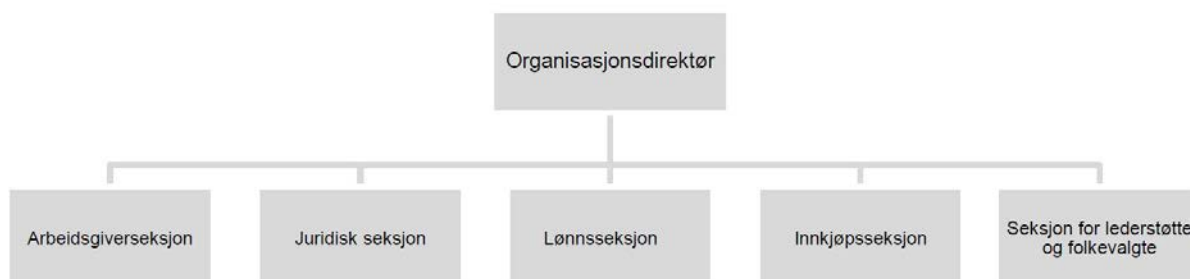 Organisasjonsdirektør
Arbeidsgiverseksjon
Juridisk seksjon
Lønnsseksjon
Innkjøpsseksjon
Seksjon for lederstøtte
og folkevalgte